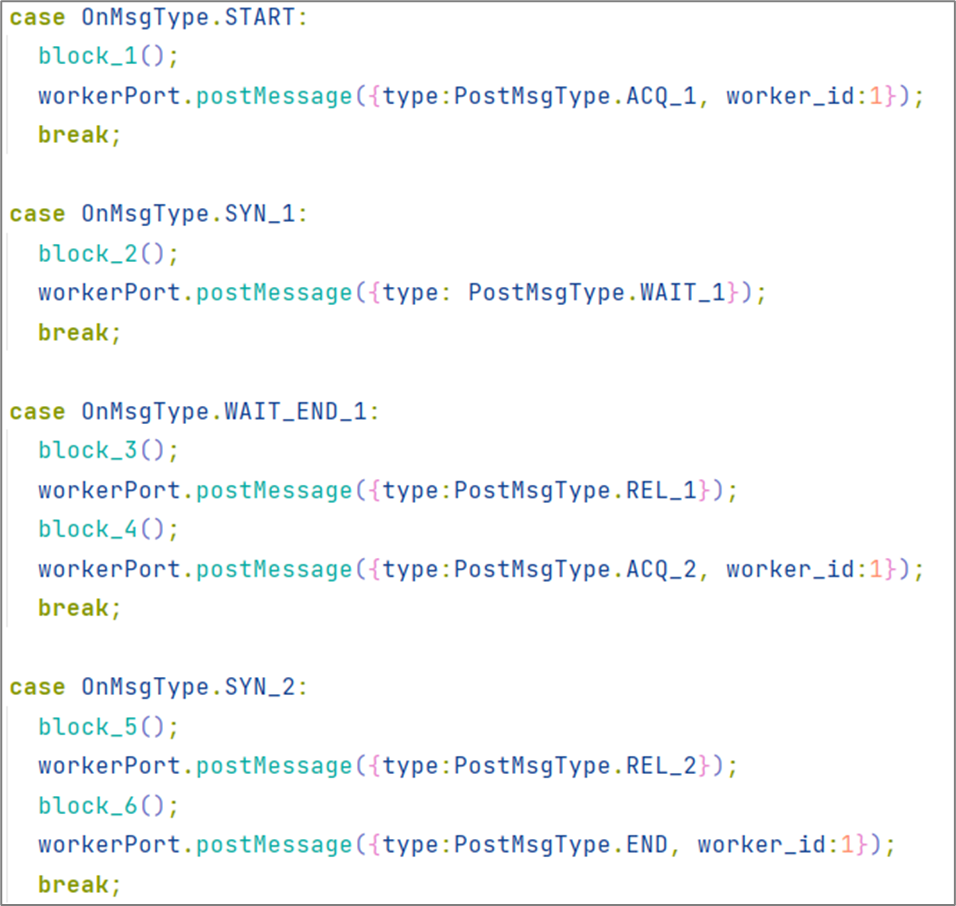 case OnMsgType.START:
block_1();
workerPort.postMessage({type:PostMsgType.ACQ_1, worker_id:1});
break;
case OnMsgType.SYN_1:
block_2();
workerPort.postMessage({type: PostMsgType.WAIT_1});
break;
case OnMsgType.WAIT_END_1:
block_3();
workerPort.postMessage({type:PostMsgType.REL_1});
block_4();
workerPort.postMessage({type:PostMsgType.ACQ_2, worker_id:1});
break;
case OnMsgType.SYN_2:
block_5();
workerPort.postMessage({type:PostMsgType.REL_2});
block_6();
workerPort.postMessage({type:PostMsgType.END, worker_id:1});
break;